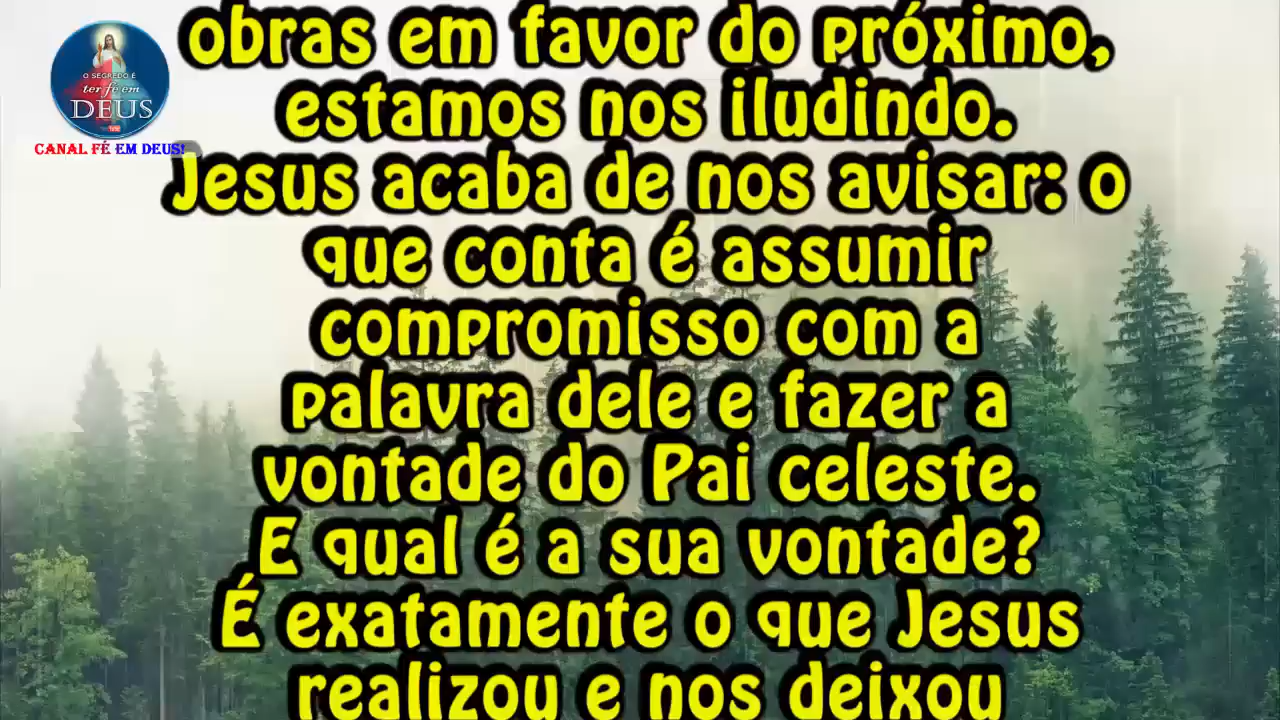 O SEGREDO É
ter fé em
DEUS
CANAL FÉ EM DEUS!
obras em favor do próximo,
estamos nos iludindo.
Jesus acaba de nos avisar: o
que conta é assumir
compromisso com a
palavra dele e fazer a
vontade do Pai celeste.
E qual é a sua vontade?
É exatamente o que Jesus
realizou e nos deixou